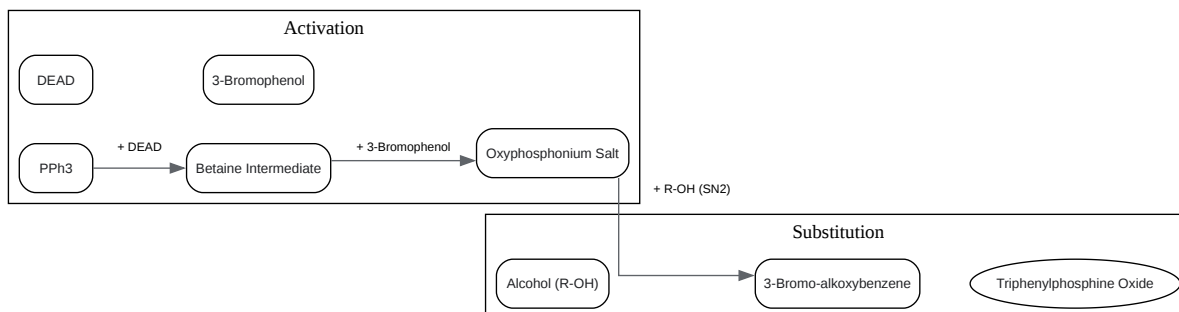 Activation
DEAD
3-Bromophenol
+ DEAD
+ 3-Bromophenol
PPh3
Betaine Intermediate
Oxyphosphonium Salt
+ R-OH (SN2)
Substitution
Alcohol (R-OH)
3-Bromo-alkoxybenzene
Triphenylphosphine Oxide